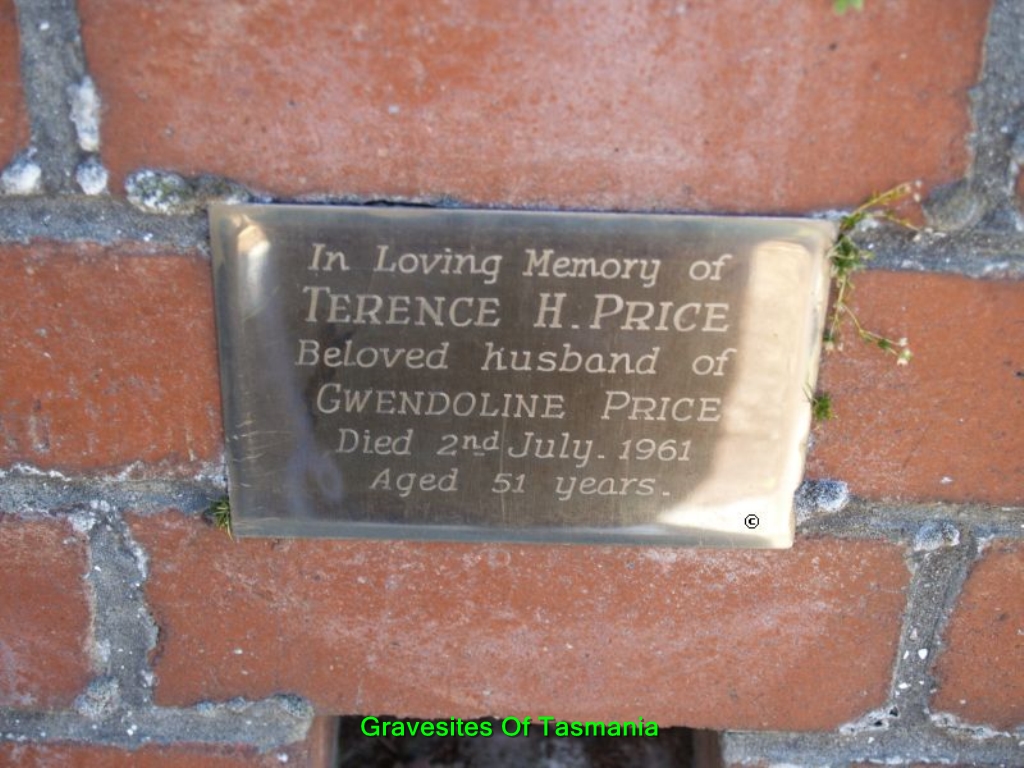 In Loving Memory of
TERENCE H. PRICE
Beloved husband of
GWENDOLINE PRICE
Died 2nd July. 1961
Aged 51 years.
©
Gravesites Of Tasmania